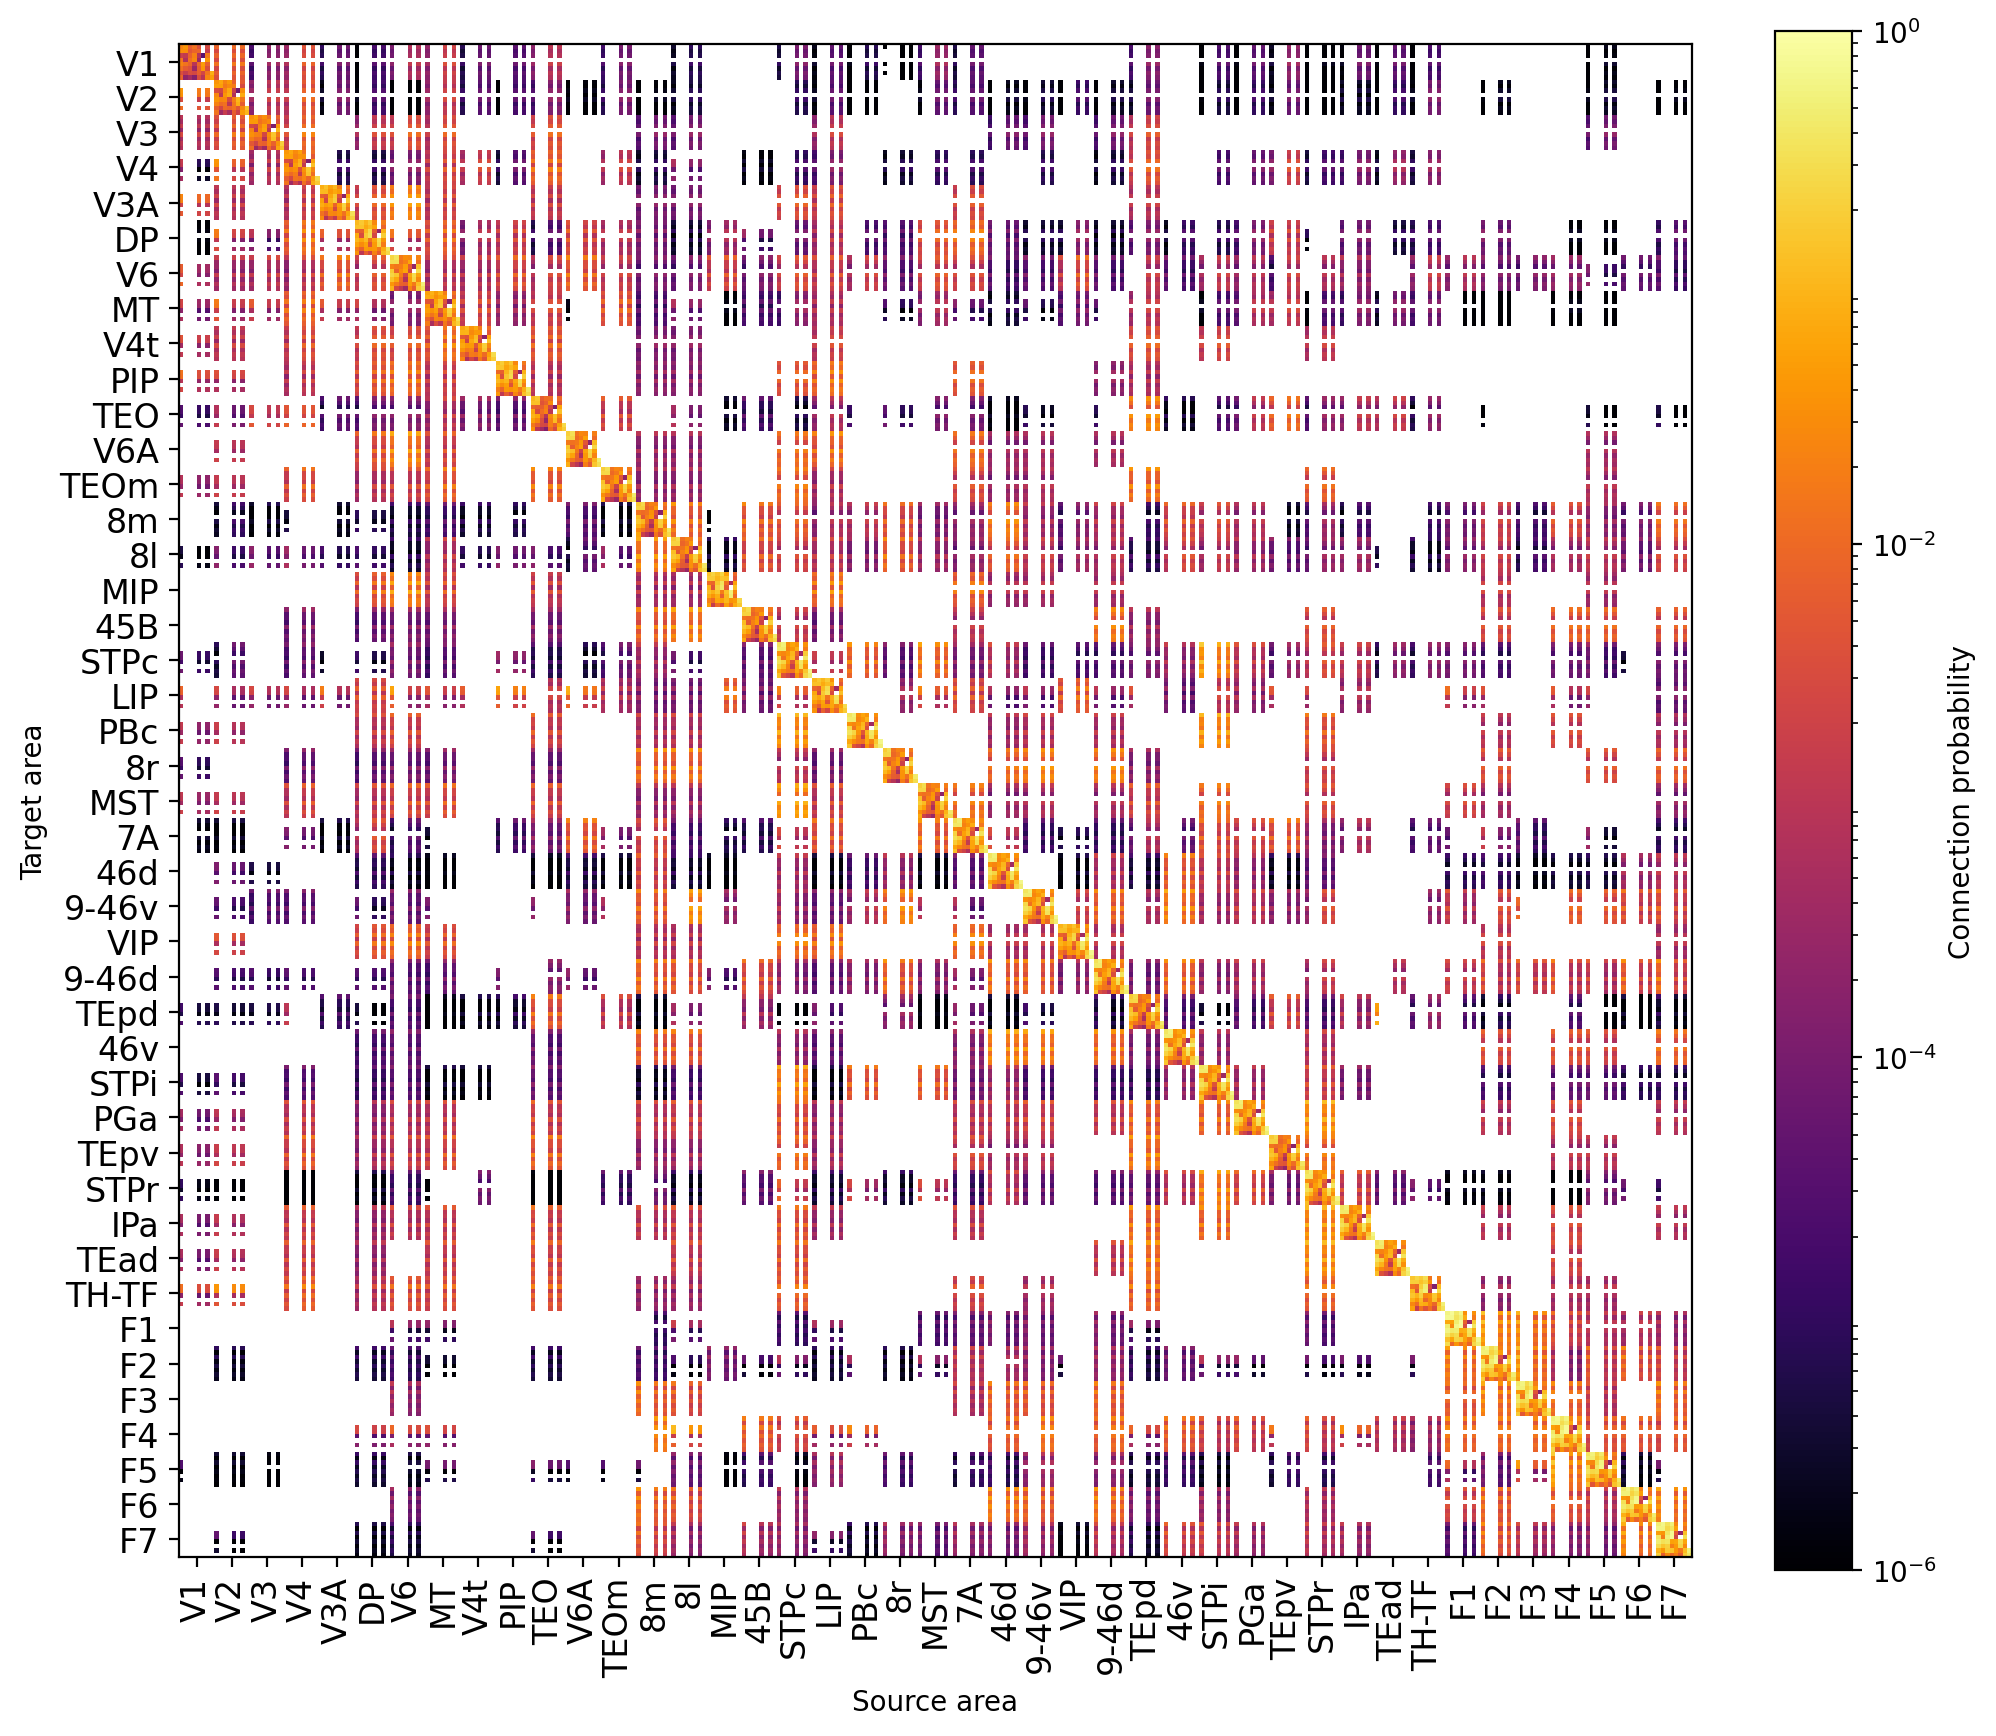 V1
V2
V3
V4
V3A
DP
V6
MT
V4t
PIP
TEO
V6A
TEOm
8m
8l
MIP
45B
STPc
LIP
PBc
8r
MST
7A
46d
9-46v
VIP
9-46d
TEpd
46v
STPi
PGa
TEpv
STPr
IPa
TEad
TH-TF
F1
F2
F3
F4
F5
F6
F7
Target area
V1 V2 V3 V4 V3A DP V6 MT V4t PIP TEO V6A TEOm 8m 8l MIP 45B STPc LIP PBc 8r MST 7A 46d 9-46v VIP 9-46d TEpd 46v STPi PGa TEpv STPr IPa TEad TH-TF F1 F2 F3 F4 F5 F6 F7
Source area
10⁰
10⁻²
10⁻⁴
10⁻⁶
Connection probability